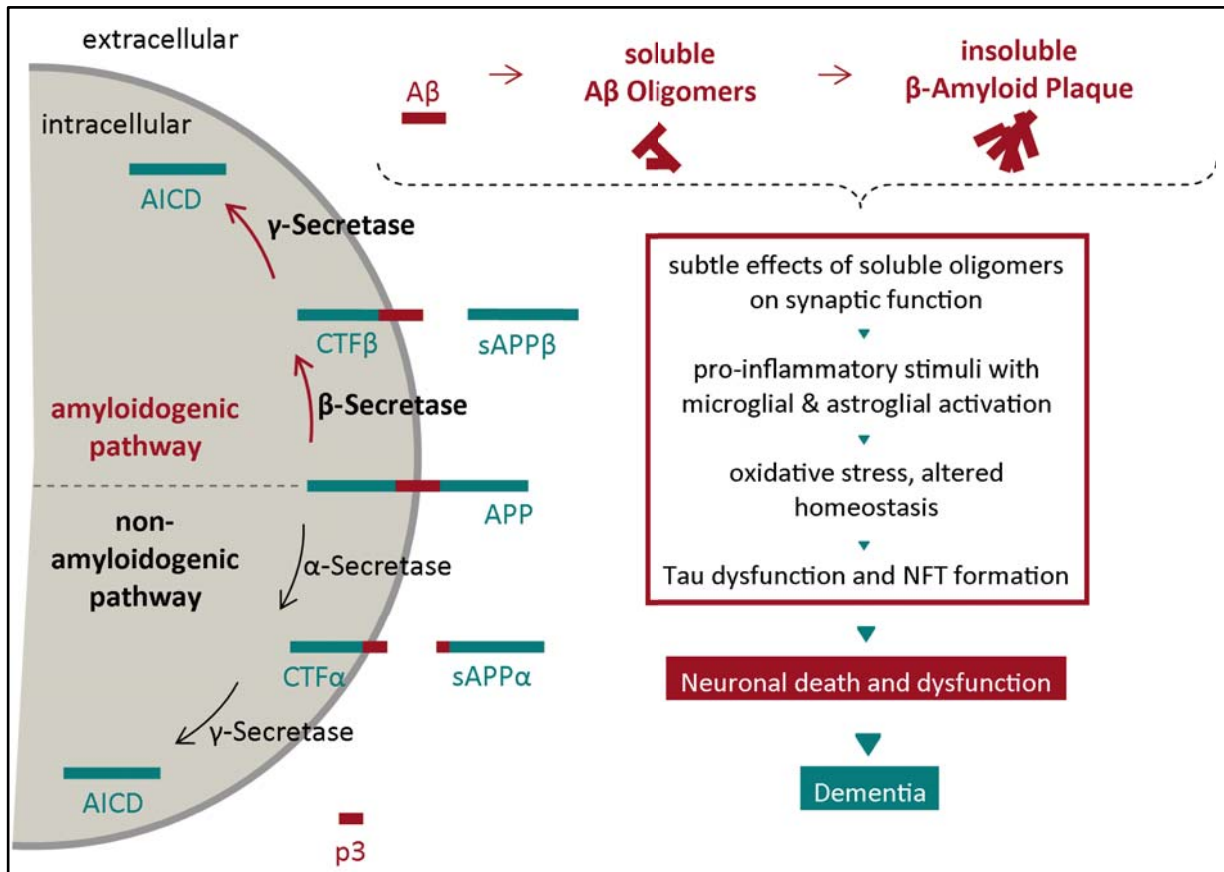 extracellular
intracellular
AICD
γ-Secretase
CTFβ
sAPPβ
β-Secretase
amyloidogenic
pathway
APP
non-
amyloidogenic
pathway
α-Secretase
CTFα
sAPPα
γ-Secretase
AICD
p3
Aβ
soluble
Aβ Oligomers
insoluble
β-Amyloid Plaque
subtle effects of soluble oligomers
on synaptic function
pro-inflammatory stimuli with
microglial & astroglial activation
oxidative stress, altered
homeostasis
Tau dysfunction and NFT formation
Neuronal death and dysfunction
Dementia